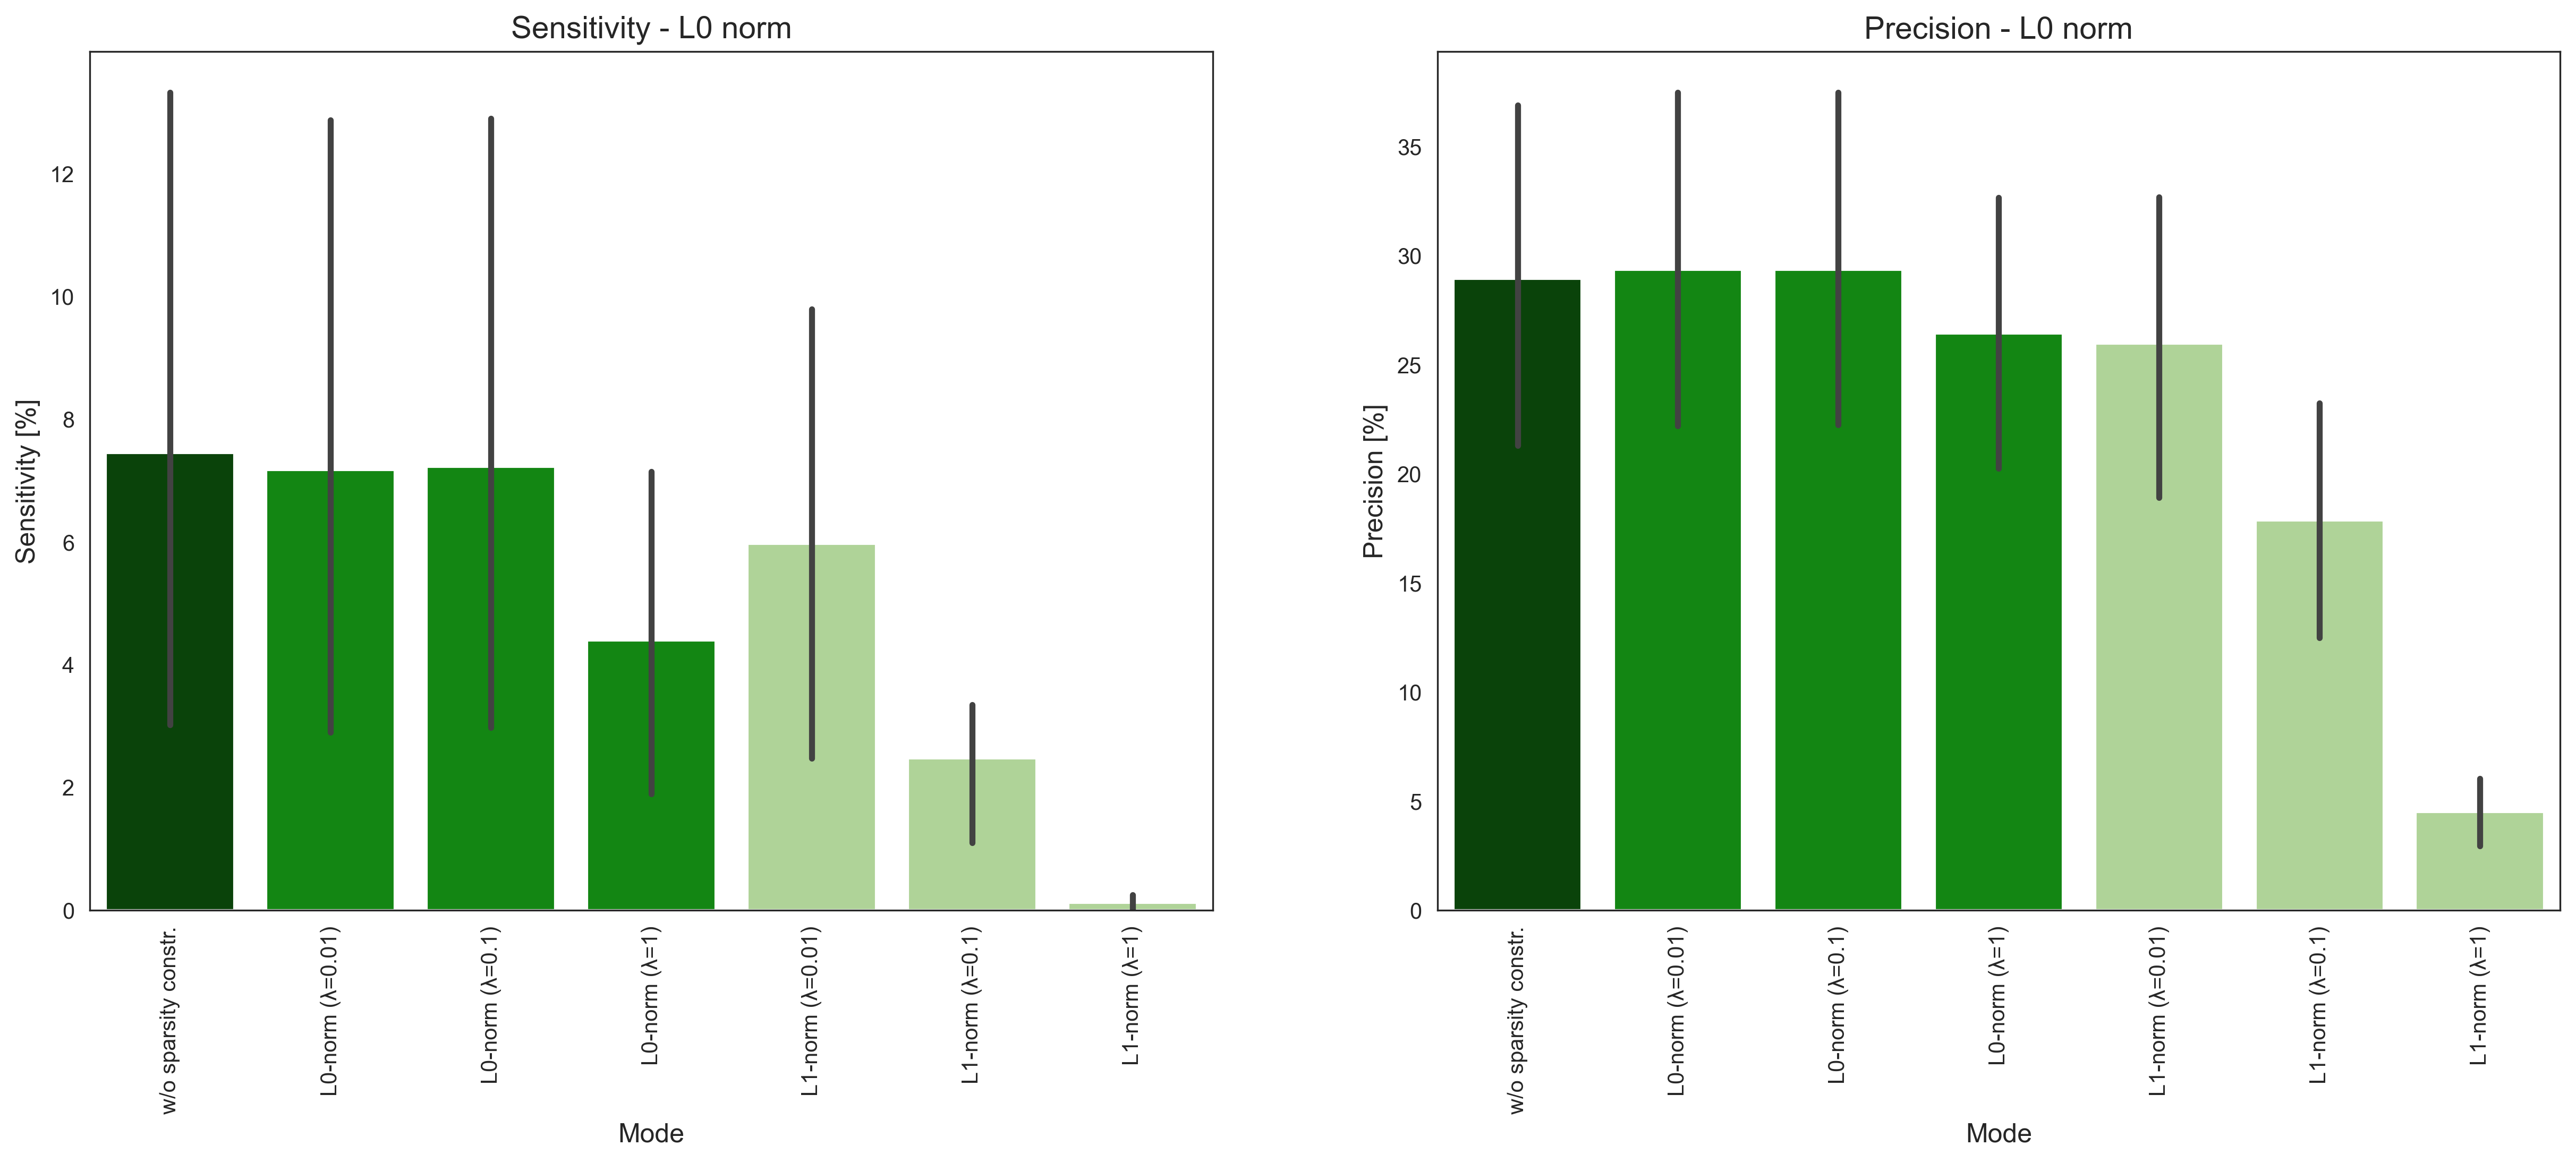 Sensitivity - L0 norm
Sensitivity [%]
12
10
8
6
4
2
0
w/o sparsity constr.
L0-norm (λ=0.01)
L0-norm (λ=0.1)
L0-norm (λ=1)
L1-norm (λ=0.01)
L1-norm (λ=0.1)
L1-norm (λ=1)
Mode
Precision - L0 norm
Precision [%]
35
30
25
20
15
10
5
0
w/o sparsity constr.
L0-norm (λ=0.01)
L0-norm (λ=0.1)
L0-norm (λ=1)
L1-norm (λ=0.01)
L1-norm (λ=0.1)
L1-norm (λ=1)
Mode